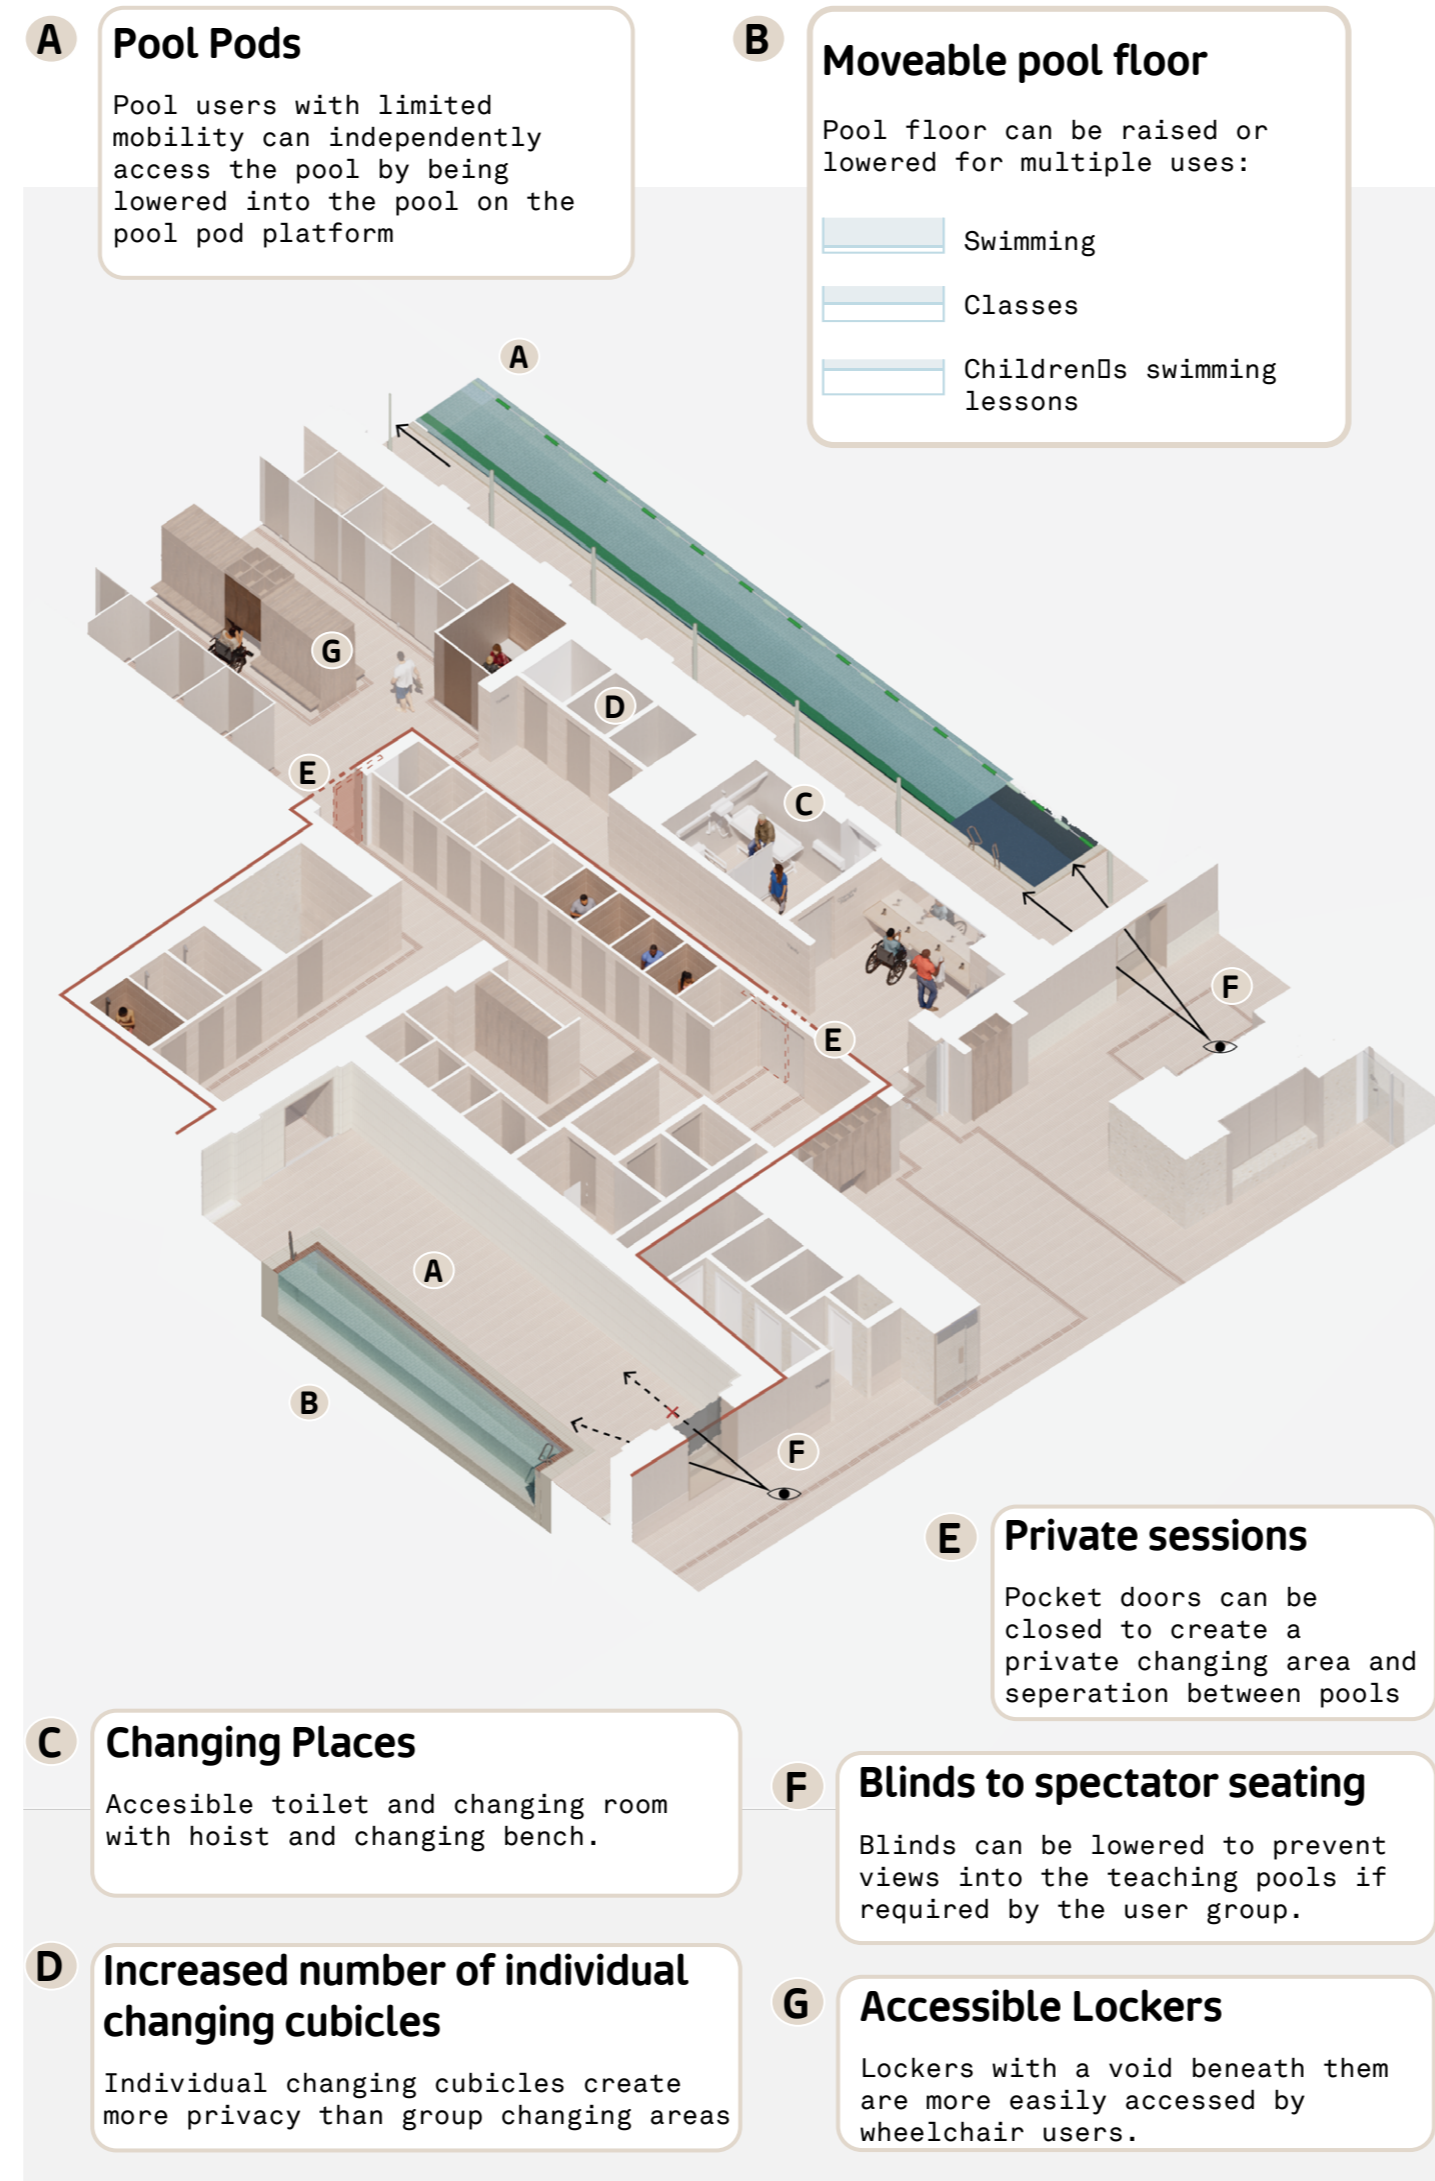 A
Pool Pods
Pool users with limited
mobility can independently
access the pool by being
lowered into the pool on the
pool pod platform
B
Moveable pool floor
Pool floor can be raised or
lowered for multiple uses:
Swimming
Classes
Children▯s swimming
lessons
A
G
D
E
C
F
E
A
B
F
E
Private sessions
Pocket doors can be
closed to create a
private changing area and
seperation between pools
C
Changing Places
Accesible toilet and changing room
with hoist and changing bench.
F
Blinds to spectator seating
Blinds can be lowered to prevent
views into the teaching pools if
required by the user group.
D
Increased number of individual
changing cubicles
Individual changing cubicles create
more privacy than group changing areas
G
Accessible Lockers
Lockers with a void beneath them
are more easily accessed by
wheelchair users.